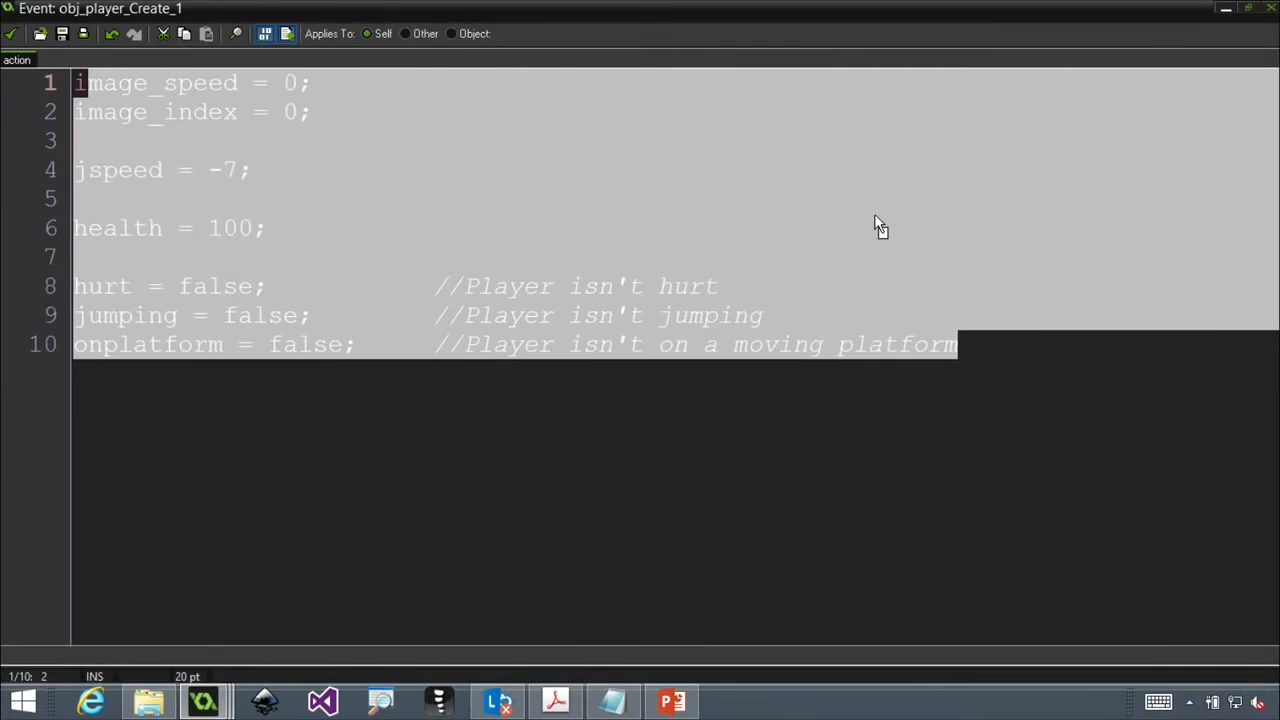 Event: obj_player_Create_1
Applies To: Self Other Object:
action
1 image_speed = 0;
2 image_index = 0;
3
4 jspeed = -7;
5
6 health = 100;
7
8 hurt = false; //Player isn't hurt
9 jumping = false; //Player isn't jumping
10 onplatform = false; //Player isn't on a moving platform
1/10: 2 INS 20 pt